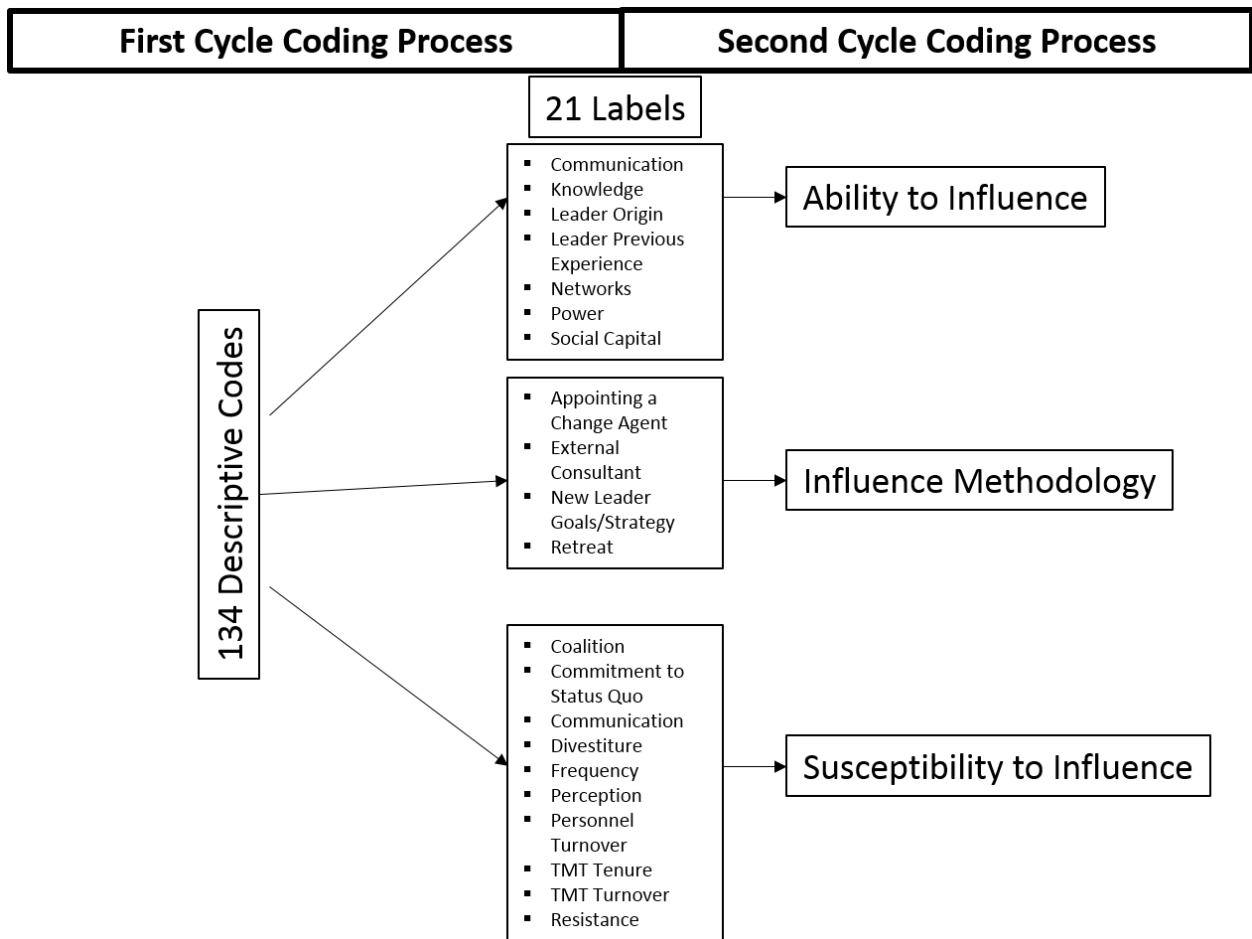 First Cycle Coding Process
Second Cycle Coding Process
21 Labels
134 Descriptive Codes
▪ Communication
▪ Knowledge
▪ Leader Origin
▪ Leader Previous
Experience
▪ Networks
▪ Power
▪ Social Capital
Ability to Influence
▪ Appointing a
Change Agent
▪ External
Consultant
▪ New Leader
Goals/Strategy
▪ Retreat
Influence Methodology
▪ Coalition
▪ Commitment to
Status Quo
▪ Communication
▪ Divestiture
▪ Frequency
▪ Perception
▪ Personnel
Turnover
▪ TMT Tenure
▪ TMT Turnover
▪ Resistance
Susceptibility to Influence